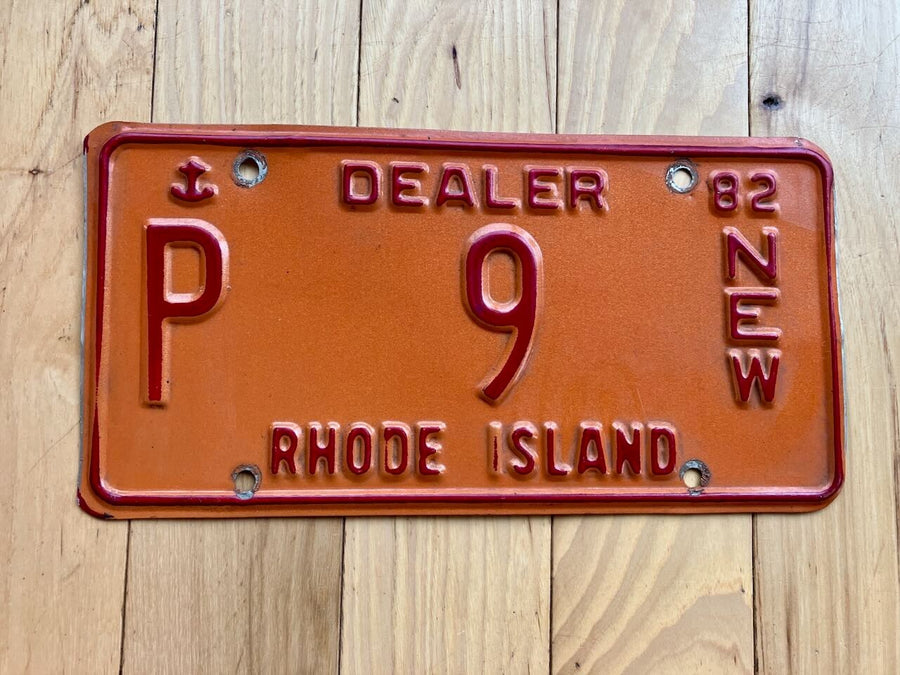 DEALER 82
P 9 NEW
RHODE ISLAND